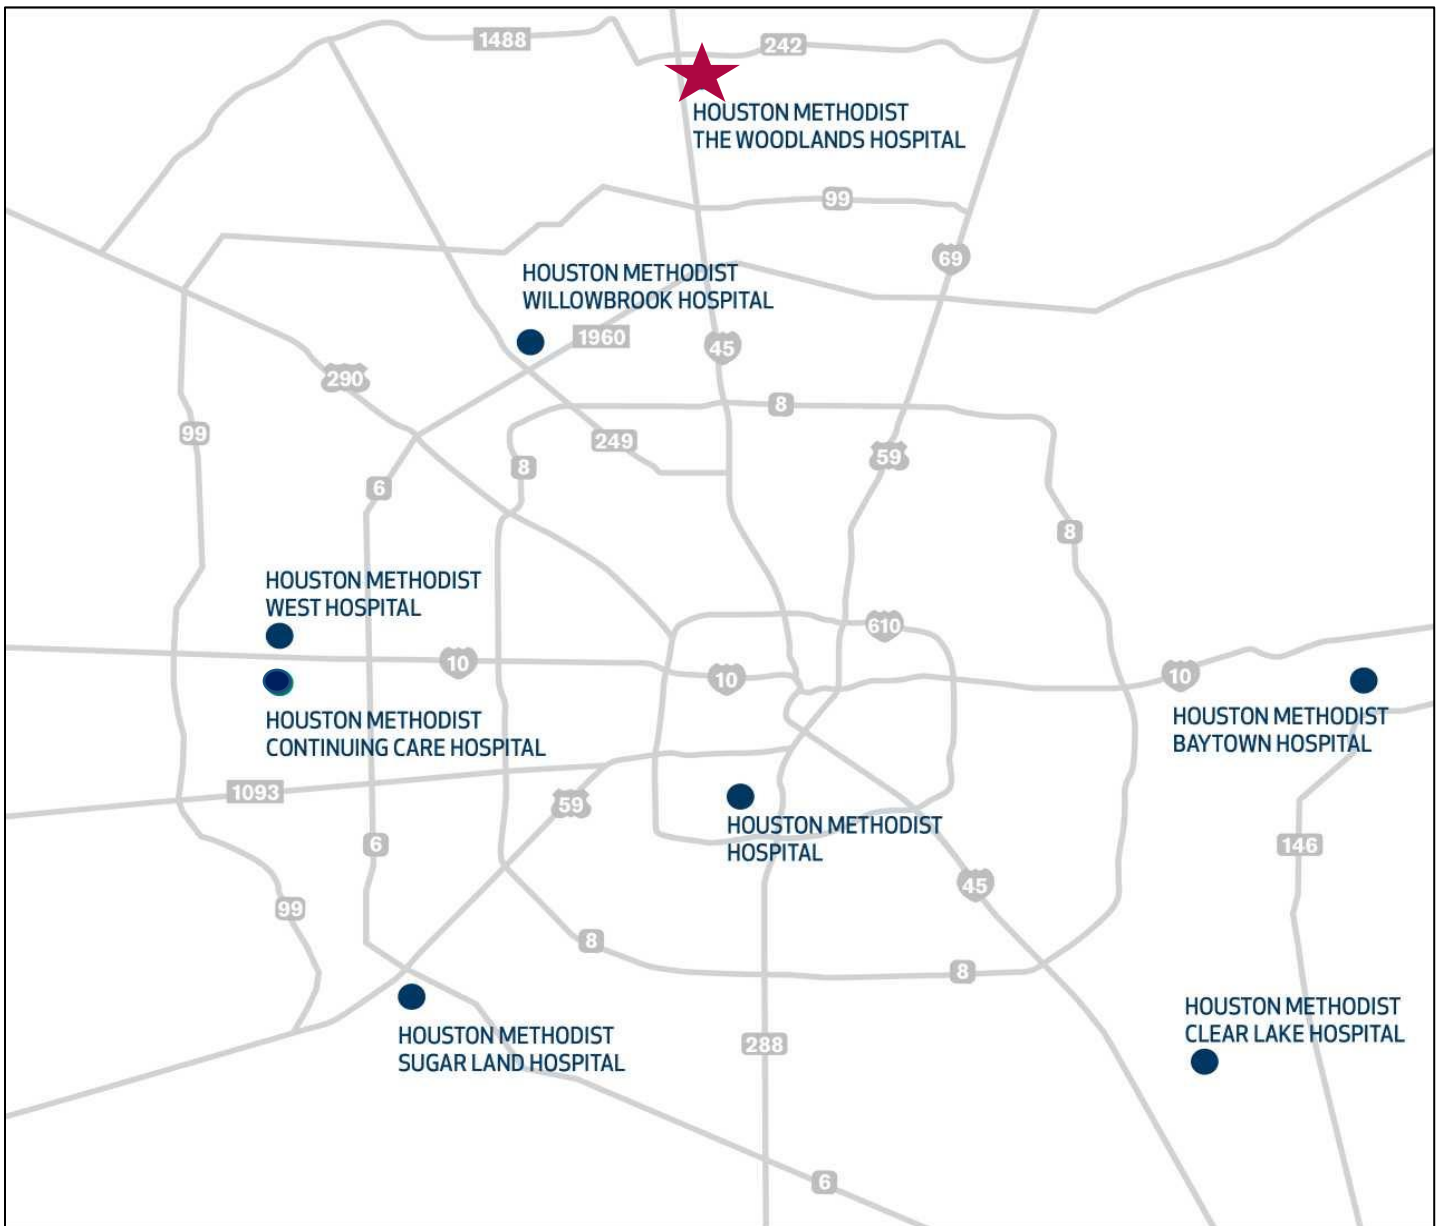 1488
242
HOUSTON METHODIST
THE WOODLANDS HOSPITAL
99
69
HOUSTON METHODIST
WILLOWBROOK HOSPITAL
1960
45
290
8
99
249
59
8
6
8
HOUSTON METHODIST
WEST HOSPITAL
610
10
10
10
HOUSTON METHODIST
CONTINUING CARE HOSPITAL
HOUSTON METHODIST
BAYTOWN HOSPITAL
1093
59
HOUSTON METHODIST
HOSPITAL
6
146
45
99
8
8
HOUSTON METHODIST
CLEAR LAKE HOSPITAL
HOUSTON METHODIST
SUGAR LAND HOSPITAL
288
6